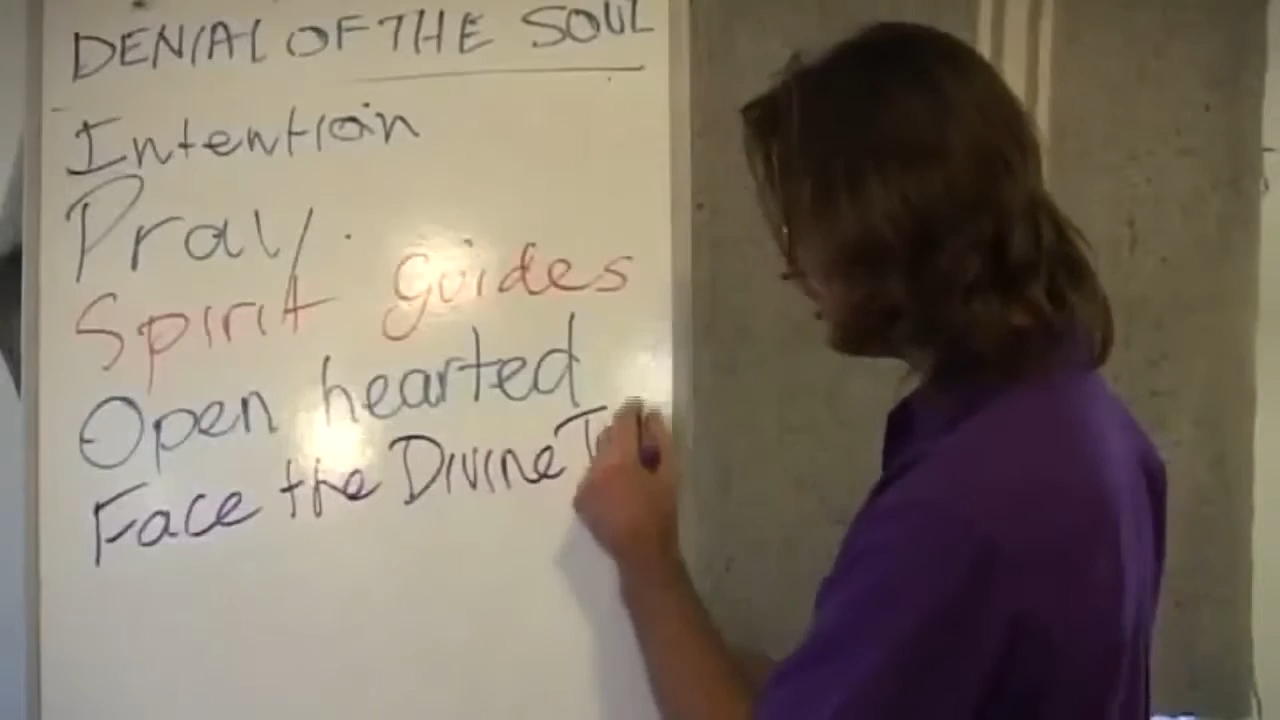 DENIAL OF THE SOUL
Intention
Pray.
Spirit guides
Open hearted
Face the Divine T